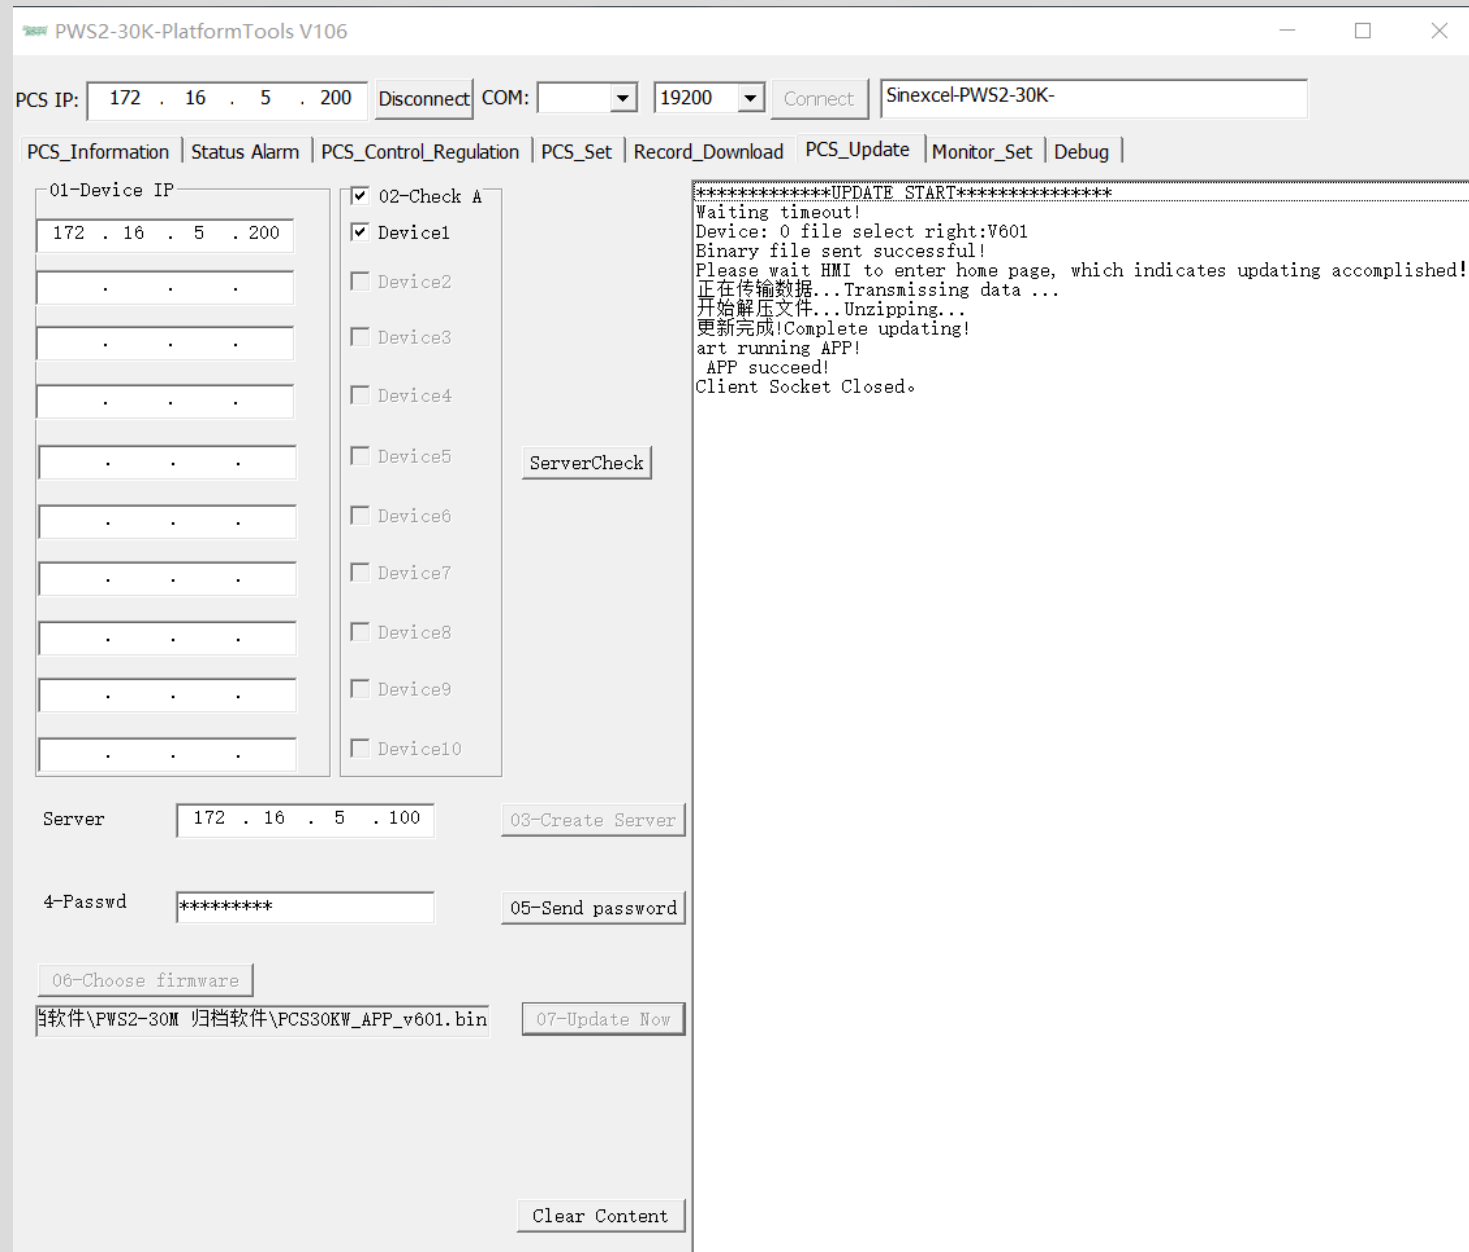 PWS2-30K-PlatformTools V106
PCS IP: 172 . 16 . 5 . 200 Disconnect COM: 19200 Connect Sinexcel-PWS2-30K-
PCS_Information Status Alarm PCS_Control_Regulation PCS_Set Record_Download PCS_Update Monitor_Set Debug
01-Device IP
172 . 16 . 5 . 200
. . .
. . .
. . .
. . .
. . .
. . .
. . .
. . .
. . .
02-Check A
Device1
Device2
Device3
Device4
Device5
Device6
Device7
Device8
Device9
Device10
ServerCheck
Server 172 . 16 . 5 . 100 03-Create Server
4-Passwd ********* 05-Send password
06-Choose firmware
软件\PWS2-30M 归档软件\PCS30KW_APP_v601.bin 07-Update Now
Clear Content
*************UPDATE START***************
Waiting timeout!
Device: 0 file select right:V601
Binary file sent successful!
Please wait HMI to enter home page, which indicates updating accomplished!
正在传输数据...Transmissing data ...
开始解压文件...Unzipping...
更新完成!Complete updating!
art running APP!
APP succeed!
Client Socket Closed。